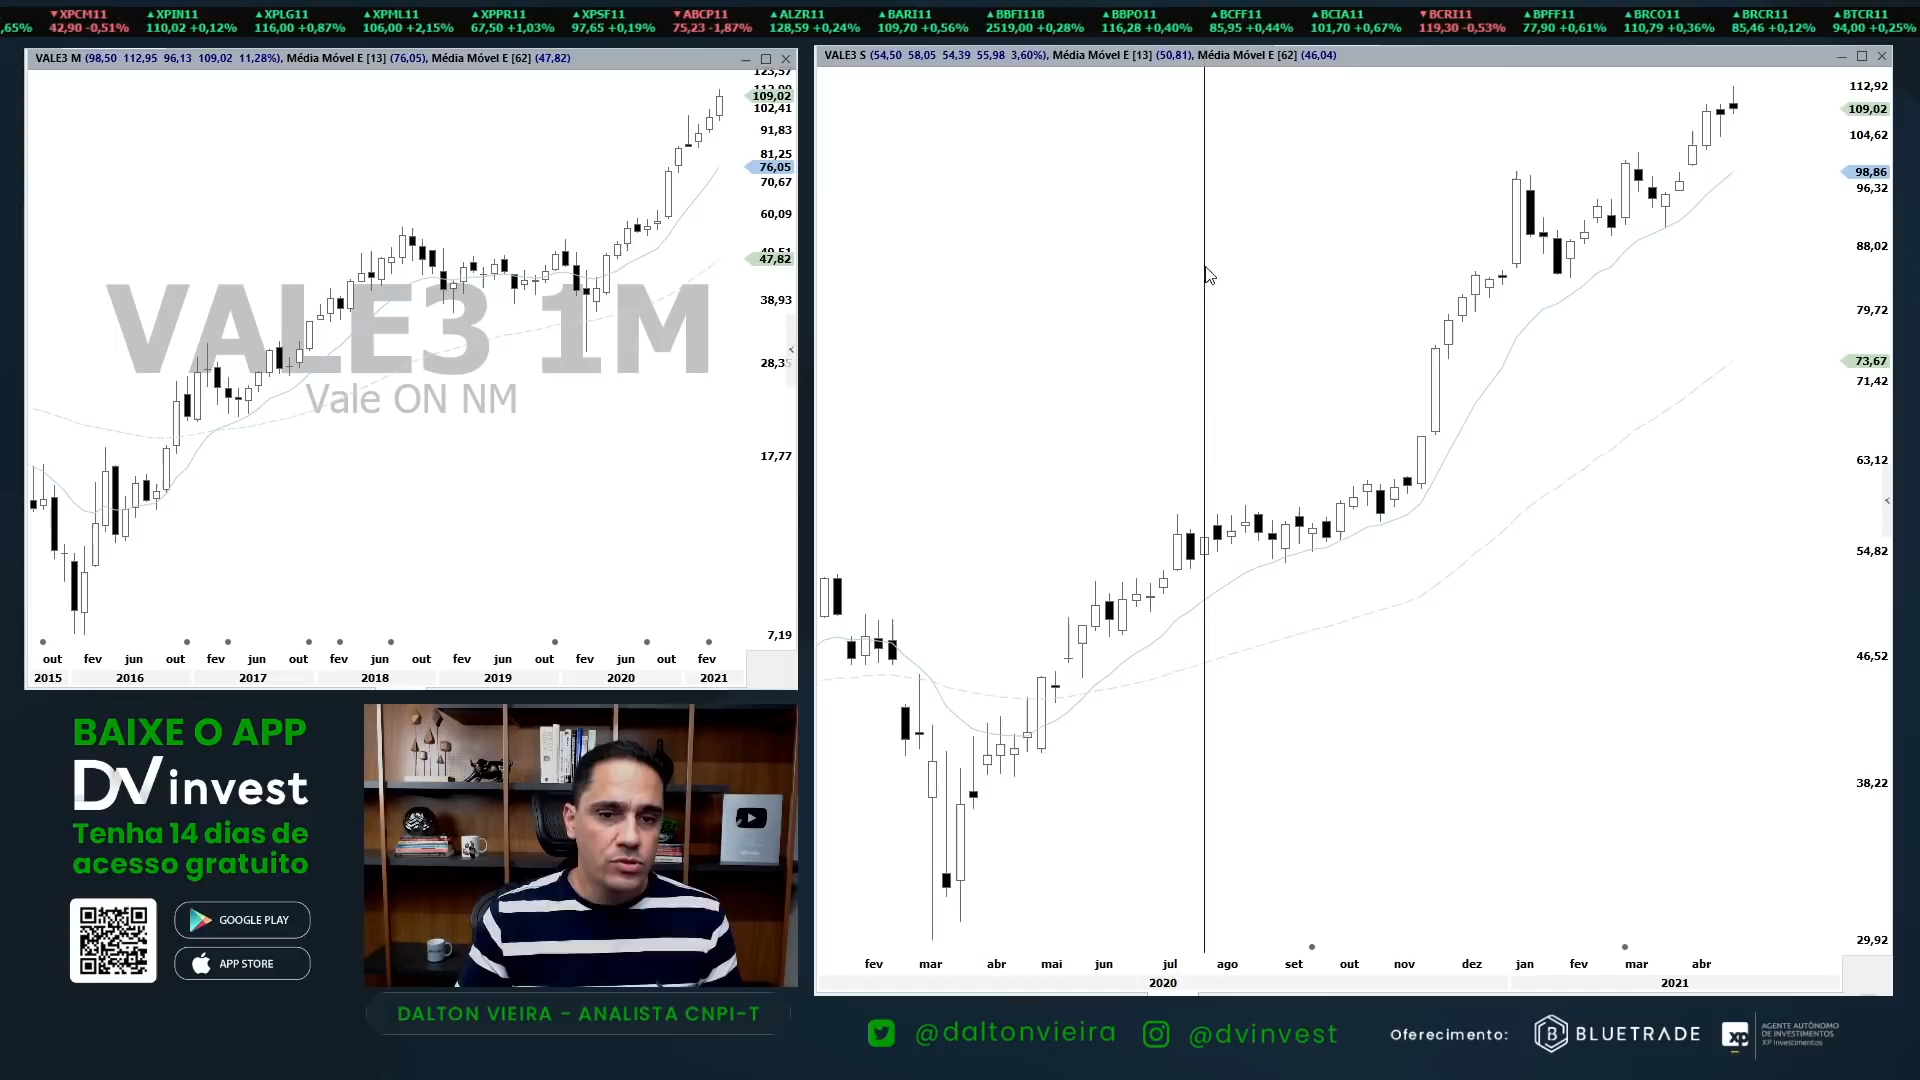 ,65%
▼XPCM11
42,90 -0,51%
▲XPIN11
110,02 +0,12%
▲XPLG11
116,00 +0,87%
▲XPML11
106,00 +2,15%
▲XPPR11
67,50 +1,03%
▲XPSF11
97,65 +0,19%
▼ABCP11
75,23 -1,87%
▲ALZR11
128,59 +0,24%
▲BARI11
109,70 +0,56%
▲BBFI11B
2519,00 +0,28%
▲BBPO11
116,28 +0,40%
▲BCFF11
85,95 +0,44%
▲BCIA11
101,70 +0,67%
▼BCRI11
119,30 -0,53%
▲BPFF11
77,90 +0,61%
▲BRCO11
110,79 +0,36%
▲BRCR11
85,46 +0,12%
▲BTCR11
94,00 +0,25%
VALE3 M (98,50 112,95 96,13 109,02 11,28%), Média Móvel E [13] (76,05), Média Móvel E [62] (47,82)
123,57
109,02
102,41
91,83
81,25
76,05
70,67
60,09
47,82
38,93
28,35
17,77
7,19
VALE3 1M
Vale ON NM
out fev jun out fev jun out fev jun out fev jun out fev jun out fev
2015 2016 2017 2018 2019 2020 2021
VALE3 S (54,50 58,05 54,39 55,98 3,60%), Média Móvel E [13] (50,81), Média Móvel E [62] (46,04)
112,92
109,02
104,62
98,86
96,32
88,02
79,72
73,67
71,42
63,12
54,82
46,52
38,22
29,92
fev mar abr mai jun jul ago set out nov dez jan fev mar abr
2020 2021
BAIXE O APP
DV invest
Tenha 14 dias de
acesso gratuito
GOOGLE PLAY
APP STORE
DALTON VIEIRA - ANALISTA CNPI-T
@daltonvieira
@dvinvest
Oferecimento:
BLUETRADE
xp
AGENTE AUTÔNOMO
DE INVESTIMENTOS
XP Investimentos